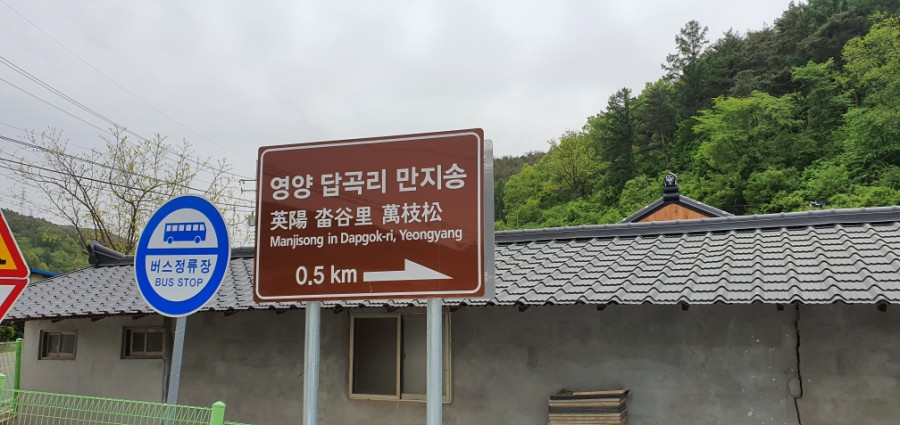 영양 답곡리 만지송
英陽 畓谷里 萬枝松
Manjisong in Dapgok-ri, Yeongyang
0.5 km
버스정류장
BUS STOP